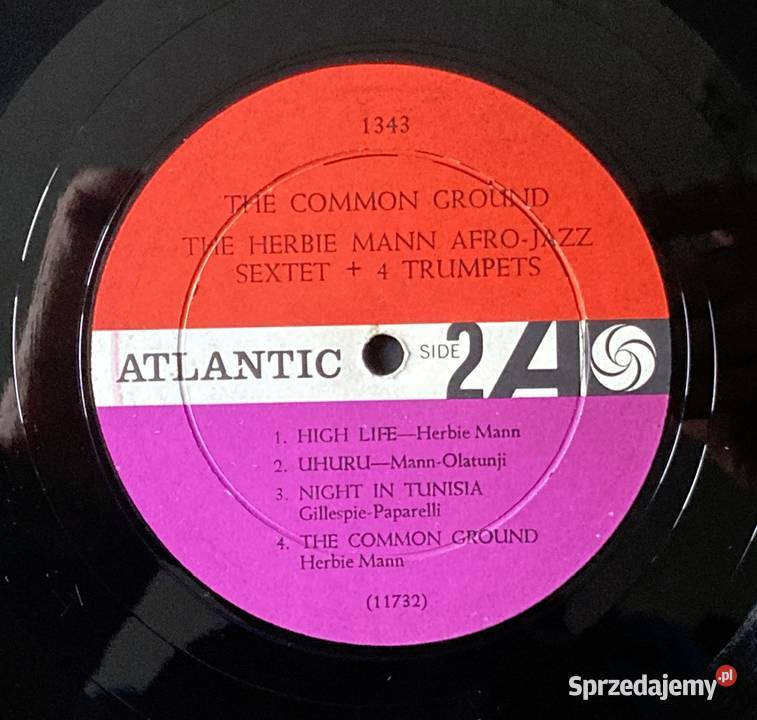 1343
THE COMMON GROUND
THE HERBIE MANN AFRO-JAZZ
SEXTET + 4 TRUMPETS
ATLANTIC SIDE 2 A
1. HIGH LIFE—Herbie Mann
2. UHURU—Mann-Olatunji
3. NIGHT IN TUNISIA
Gillespie-Paparelli
4. THE COMMON GROUND
Herbie Mann
(11732)
Sprzedajemy.pl